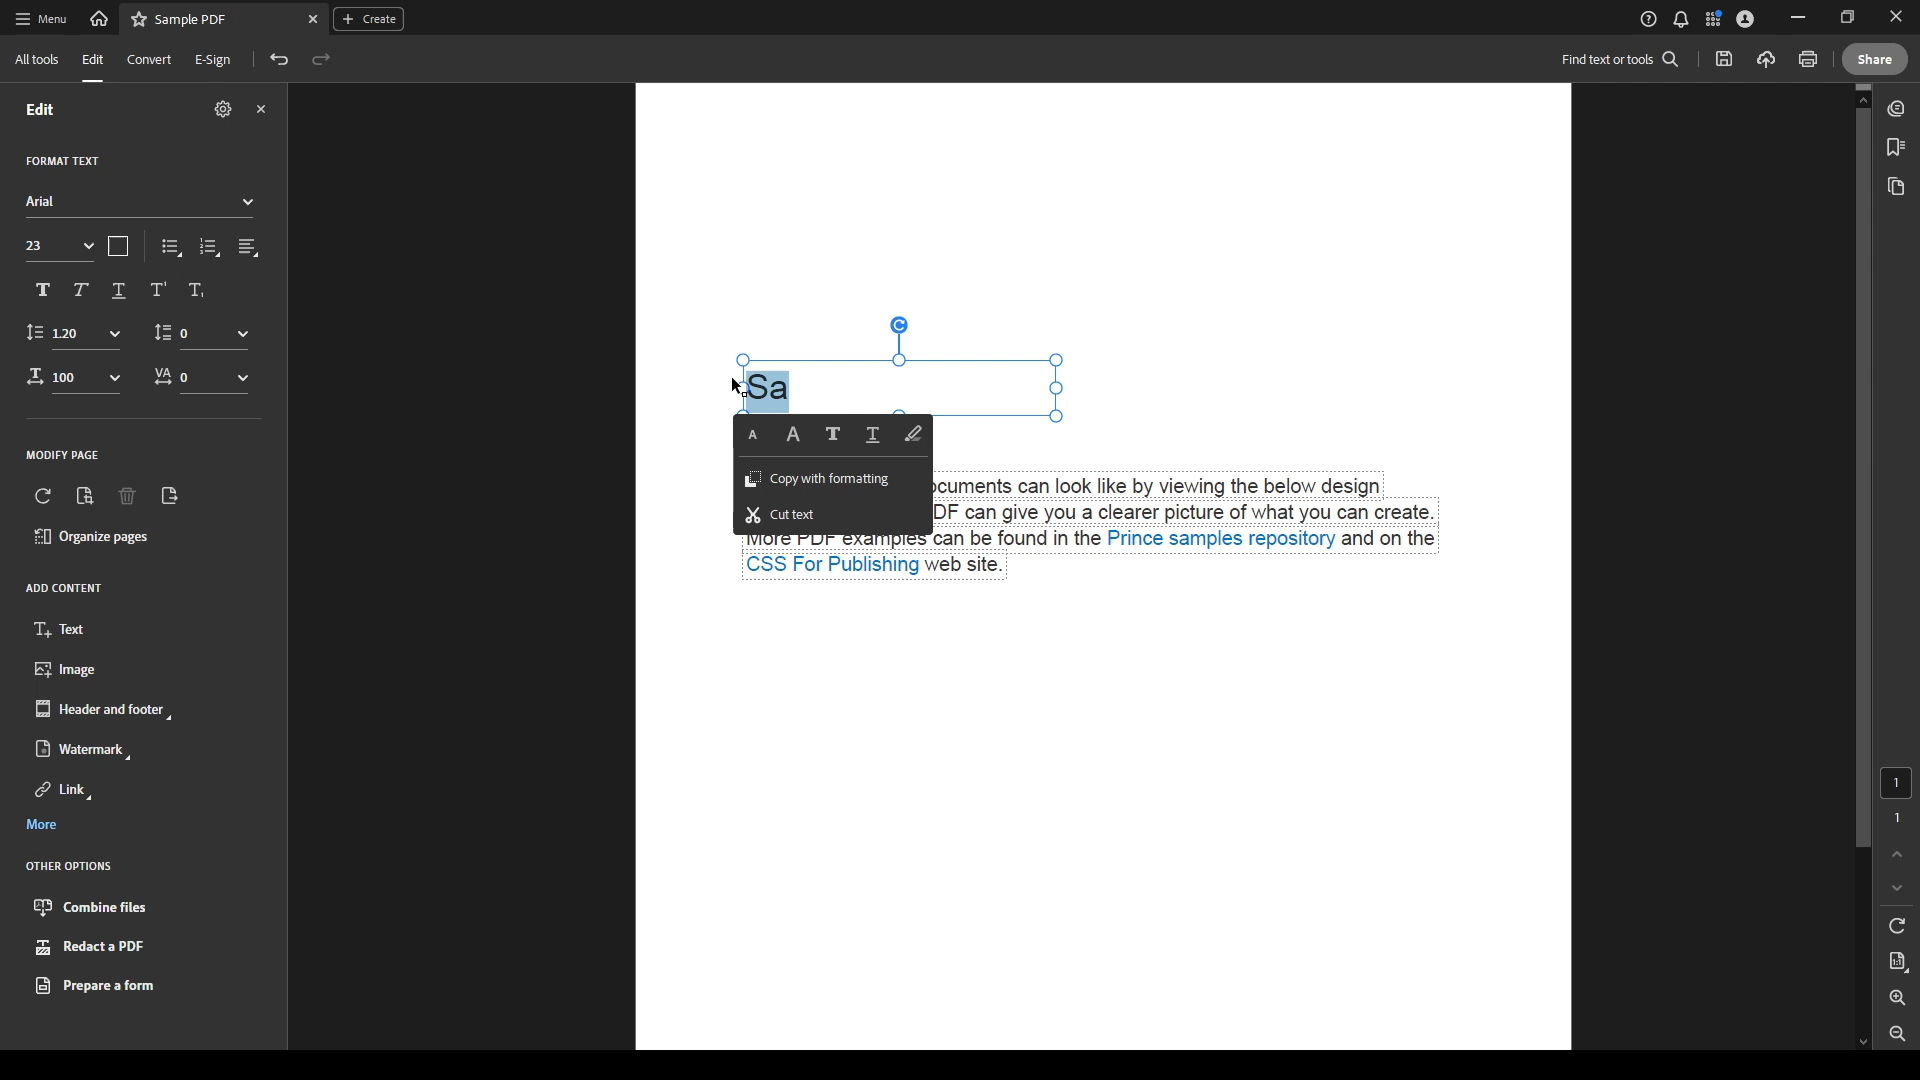 Menu
Sample PDF
Create
All tools
Edit
Convert
E-Sign
Find text or tools
Share
Edit
FORMAT TEXT
Arial
23
1.20
0
100
VA 0
MODIFY PAGE
Organize pages
ADD CONTENT
Text
Image
Header and footer
Watermark
Link
More
OTHER OPTIONS
Combine files
Redact a PDF
Prepare a form
Sa
Copy with formatting
Cut text
can look like by viewing the below design
can give you a clearer picture of what you can create.
More PDF examples can be found in the Prince samples repository and on the
CSS For Publishing web site.
1
1